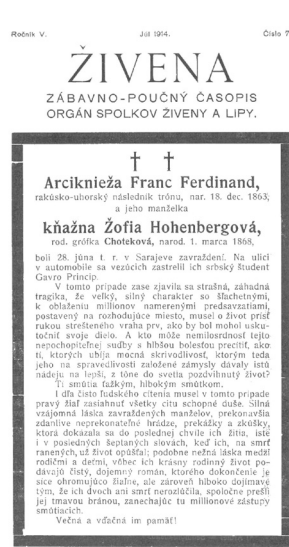 Ročník V.
Júl 1914.
Číslo 7
ŽIVENA
ZÁBAVNO-POUČNÝ ČASOPIS
ORGÁN SPOLKOV ŽIVENY A LIPY.
† †
Arciknieža Franc Ferdinand,
rakúsko-uhorský následník trônu, nar. 18. dec. 1863;
a jeho manželka
kňažna Žofia Hohenbergová,
rod. grófka Choteková, narod. 1. marca 1868,
boli 28. júna t. r. v Sarajeve zavraždení. Na ulici
v automobile sa vezúcich zastrelil ich srbský študent
Gavro Princip.
V tomto prípade zase zjavila sa strašná, záhadná
tragika, že veľký, silný charakter so šľachetnými,
k oblaženiu millionov namerenými predsavzatiami,
postavený na rozhodujúce miesto, musel o život prísť
rukou strešteného vraha prv, ako by bol mohol usku-
točniť svoje dielo. A kto môže nemilosrdnosť tejto
nepochopiteľnej sudby s hlbšou bolesťou precítiť, ako
tí, ktorých ubíja mocná skrivodlivosť, ktorým teda
jeho na spravedlivosti založené zámysly dávaly istú
nádeju na lepší, z tône do svetla pozdvihnutý život?
Tí smútia ťažkým, hlbokým smútkom.
I dľa čisto ľudského cítenia musel v tomto prípade
pravý žiaľ zasiahnuť všetky city schopné duše. Silná
vzájomná láska zavraždených manželov, prekonavšia
zdanlive neprekonateľné hrádze, prekážky a zkúšky,
ktorá dokázala sa do poslednej chvíle ich žitia, isté
i v posledných šeptaných slovách, keď ich, na smrť
ranených, už život opúšťal; podobne nežná láska medzi
rodičmi a deťmi, vôbec ich krásny rodinný život po-
dávajú čistý, dojemný román, ktorého dokončenie je
síce ohromujúco žialne, ale zároveň hlboko dojímavé
tým, že ich dvoch ani smrť nerozlúčila, spoločne prešli
jej tmavou bránou, zanechajúc tu millionové zástupy
smútiacich.
Večná a vďačná im pamäť!